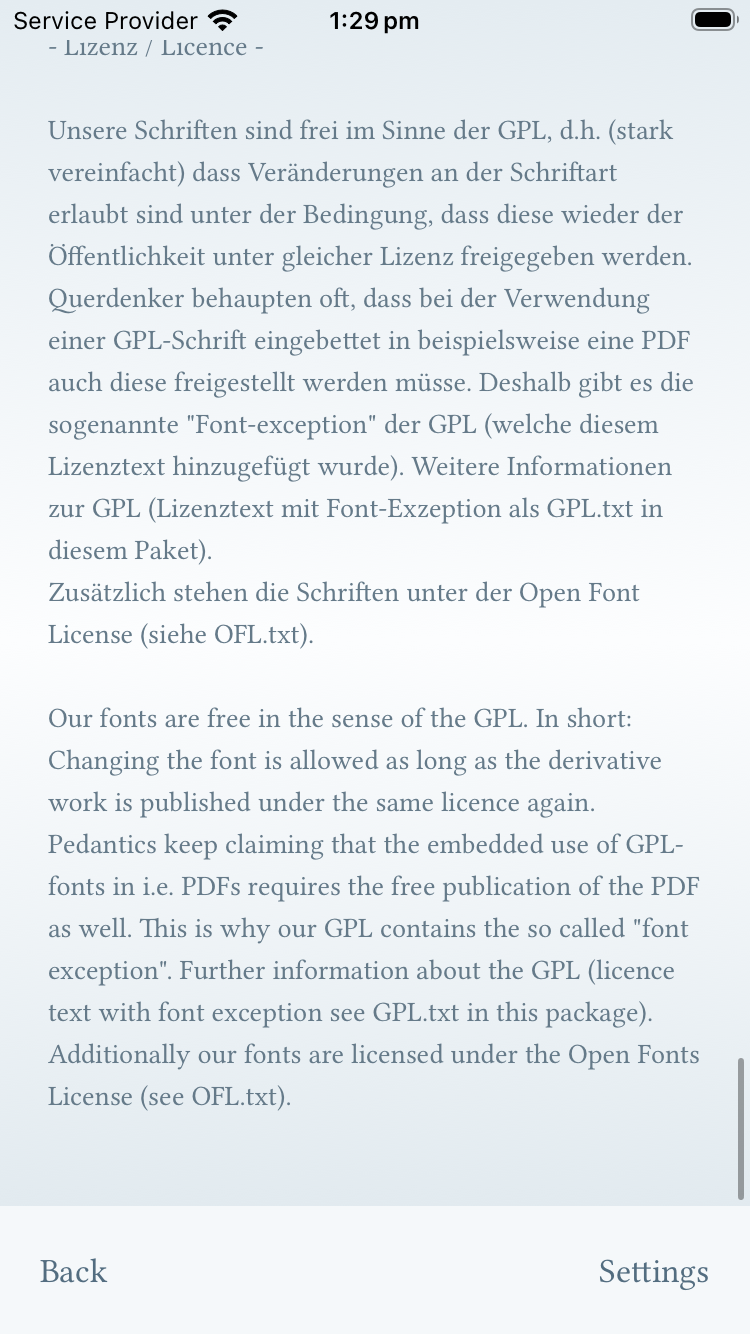 Service Provider
1:29 pm
- Lizenz / Licence -
Unsere Schriften sind frei im Sinne der GPL, d.h. (stark
vereinfacht) dass Veränderungen an der Schriftart
erlaubt sind unter der Bedingung, dass diese wieder der
Öffentlichkeit unter gleicher Lizenz freigegeben werden.
Querdenker behaupten oft, dass bei der Verwendung
einer GPL-Schrift eingebettet in beispielsweise eine PDF
auch diese freigestellt werden müsse. Deshalb gibt es die
sogenannte "Font-exception" der GPL (welche diesem
Lizenztext hinzugefügt wurde). Weitere Informationen
zur GPL (Lizenztext mit Font-Exzeption als GPL.txt in
diesem Paket).
Zusätzlich stehen die Schriften unter der Open Font
License (siehe OFL.txt).
Our fonts are free in the sense of the GPL. In short:
Changing the font is allowed as long as the derivative
work is published under the same licence again.
Pedantics keep claiming that the embedded use of GPL-
fonts in i.e. PDFs requires the free publication of the PDF
as well. This is why our GPL contains the so called "font
exception". Further information about the GPL (licence
text with font exception see GPL.txt in this package).
Additionally our fonts are licensed under the Open Fonts
License (see OFL.txt).
Back
Settings